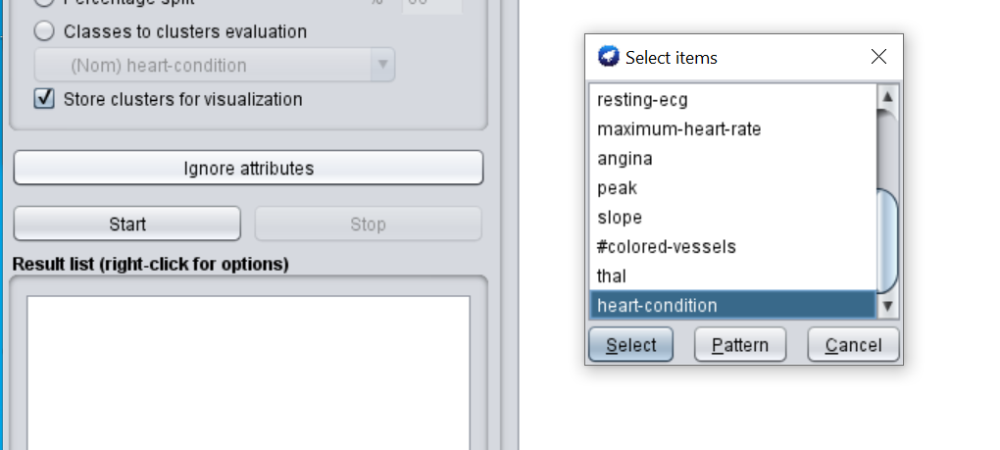 Percentage split %
Classes to clusters evaluation
(Nom) heart-condition
Store clusters for visualization
Ignore attributes
Start Stop
Result list (right-click for options)
Select items
resting-ecg
maximum-heart-rate
angina
peak
slope
#colored-vessels
thal
heart-condition
Select Pattern Cancel